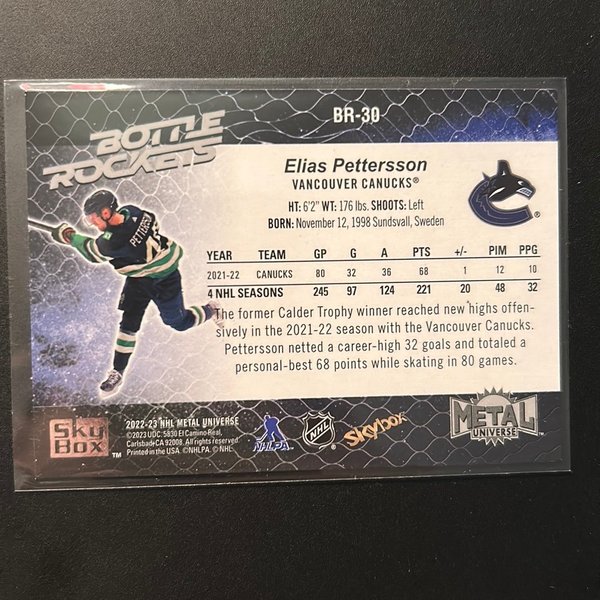 BR-30
BOTTLE
ROCKETS
Elias Pettersson
VANCOUVER CANUCKS®
HT: 6'2" WT: 176 lbs. SHOOTS: Left
BORN: November 12, 1998 Sundsvall, Sweden
®
YEAR TEAM GP G A PTS +/- PIM PPG
2021-22 CANUCKS 80 32 36 68 1 12 10
4 NHL SEASONS 245 97 124 221 20 48 32
The former Calder Trophy winner reached new highs offen-
sively in the 2021-22 season with the Vancouver Canucks.
Pettersson netted a career-high 32 goals and totaled a
personal-best 68 points while skating in 80 games.
PETTERSSON
Sky
Box
TM
2022-23 NHL METAL UNIVERSE
©2023 UDC. 5830 El Camino Real,
Carlsbad CA 92008. All rights reserved.
Printed in the USA. ©NHLPA. © NHL.
NHLPA
NHL
Skybox
METAL
UNIVERSE